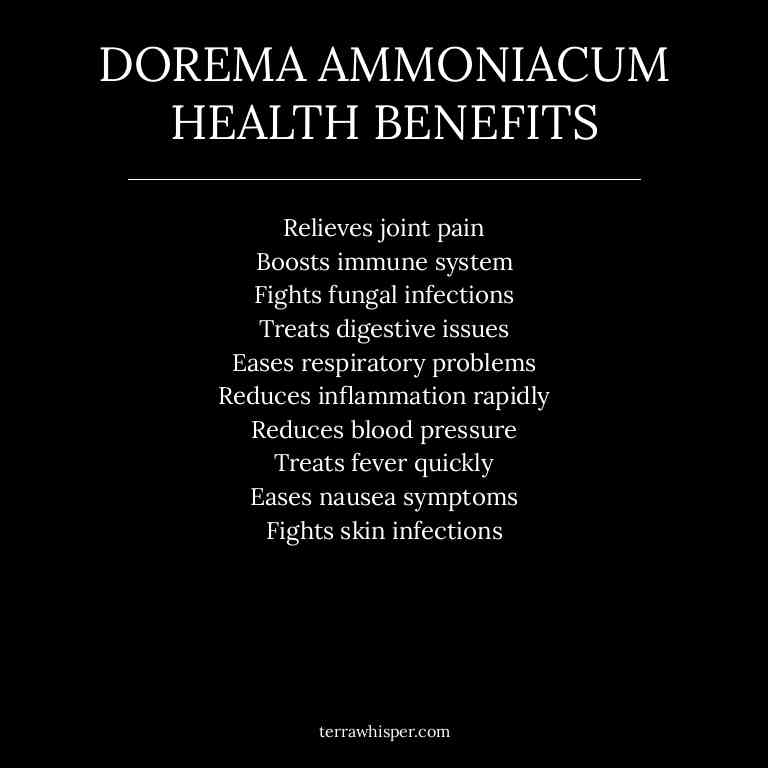 DOREMA AMMONIACUM
HEALTH BENEFITS
Relieves joint pain
Boosts immune system
Fights fungal infections
Treats digestive issues
Eases respiratory problems
Reduces inflammation rapidly
Reduces blood pressure
Treats fever quickly
Eases nausea symptoms
Fights skin infections
terrawhisper.com